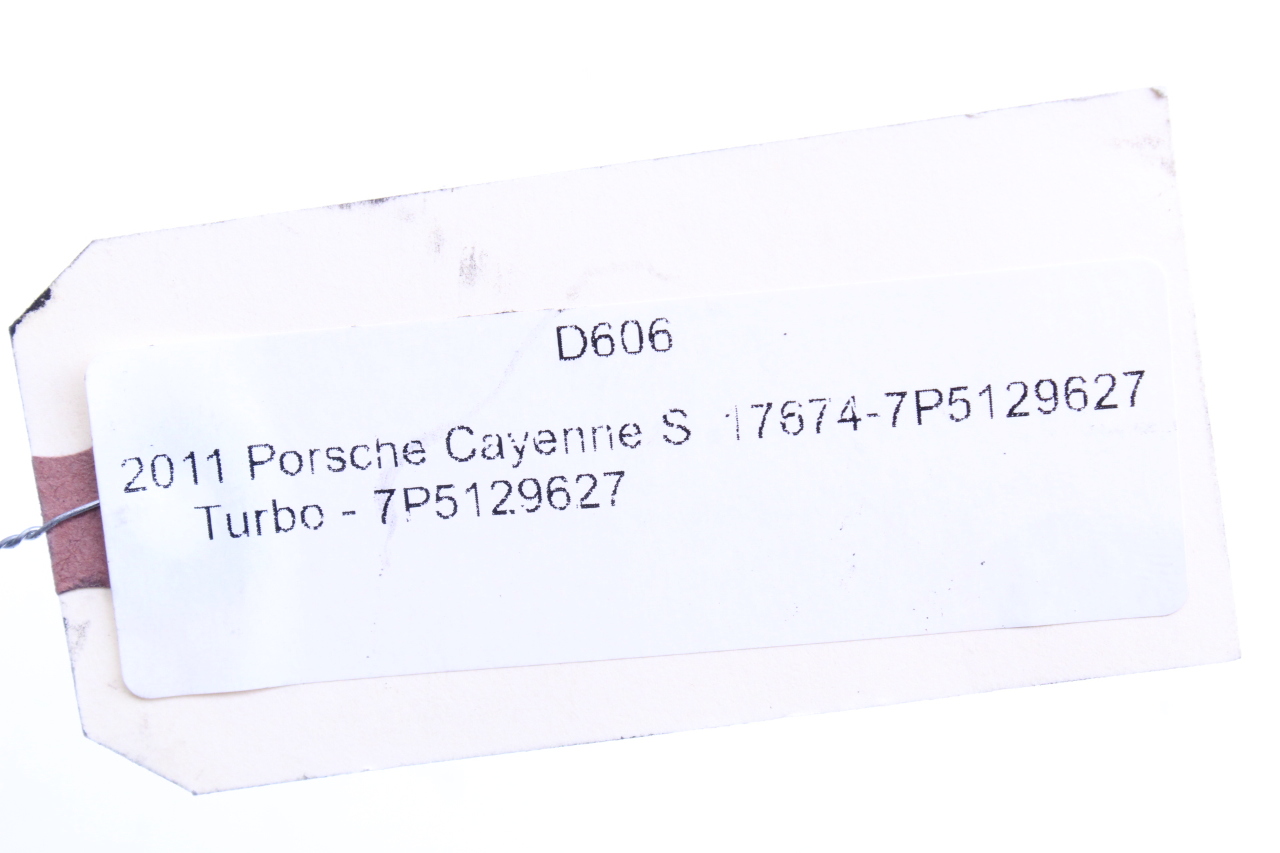 D606
2011 Porsche Cayenne S 17674-7P5129627
Turbo - 7P5129627